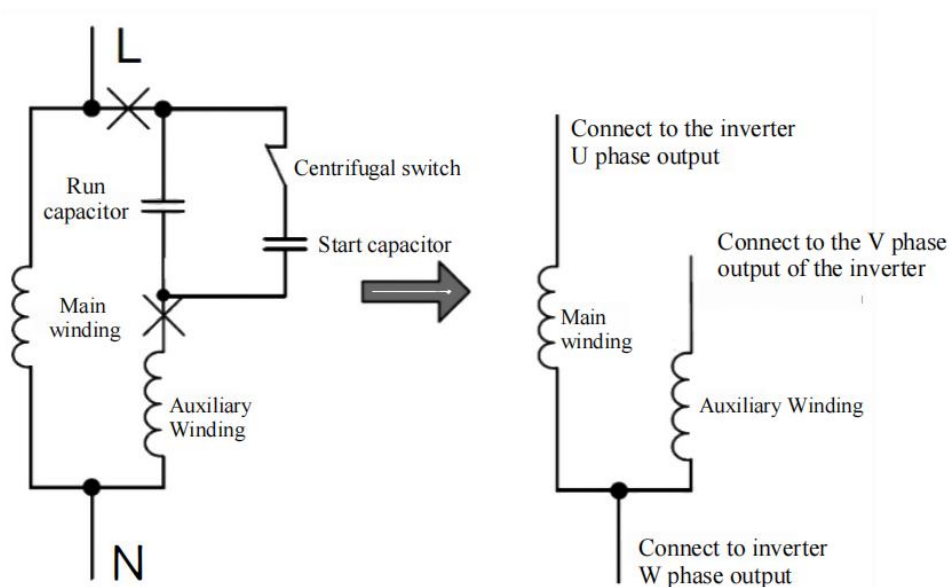 L
Run
capacitor
Centrifugal switch
Start capacitor
Main
winding
Auxiliary
Winding
N
Connect to the inverter
U phase output
Connect to the V phase
output of the inverter
Main
winding
Auxiliary Winding
Connect to inverter
W phase output